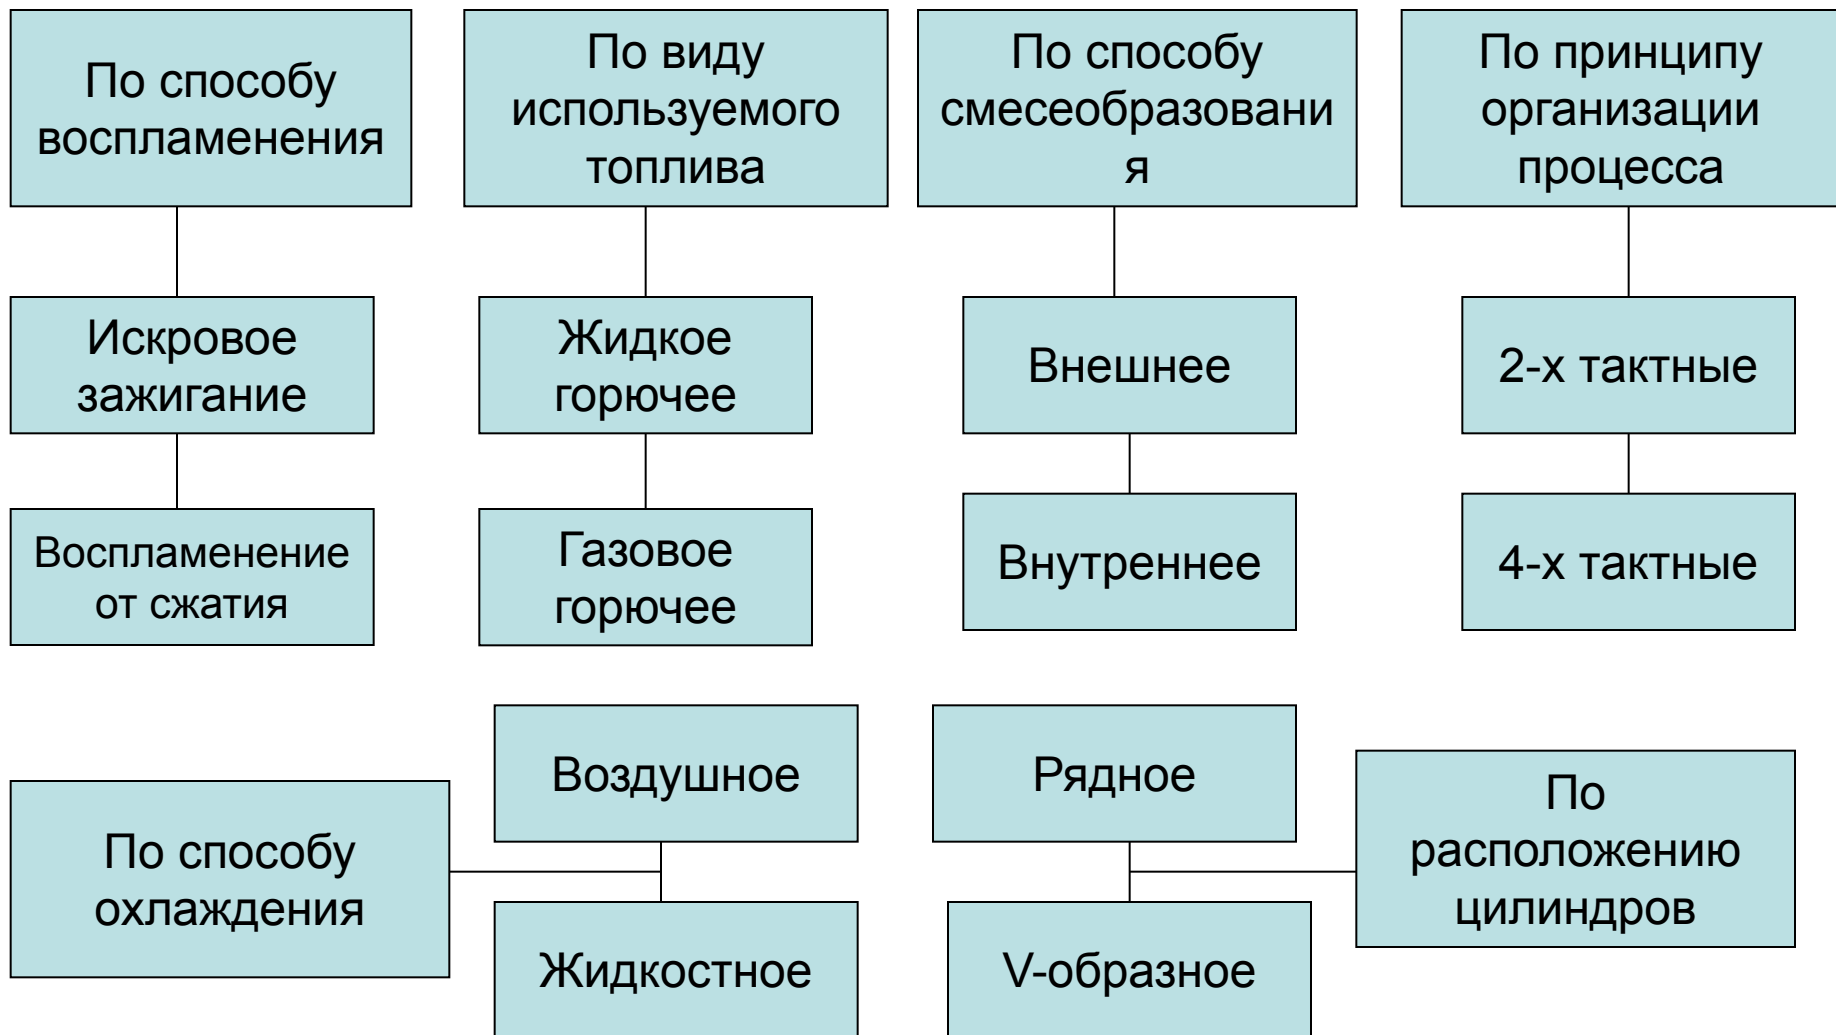 По способу
воспламенения
По виду
используемого
топлива
По способу
смесеобразовани
я
По принципу
организации
процесса
Искровое
зажигание
Жидкое
горючее
Внешнее
2-х тактные
Воспламенение
от сжатия
Газовое
горючее
Внутреннее
4-х тактные
По способу
охлаждения
Воздушное
Жидкостное
Рядное
V-образное
По
расположению
цилиндров